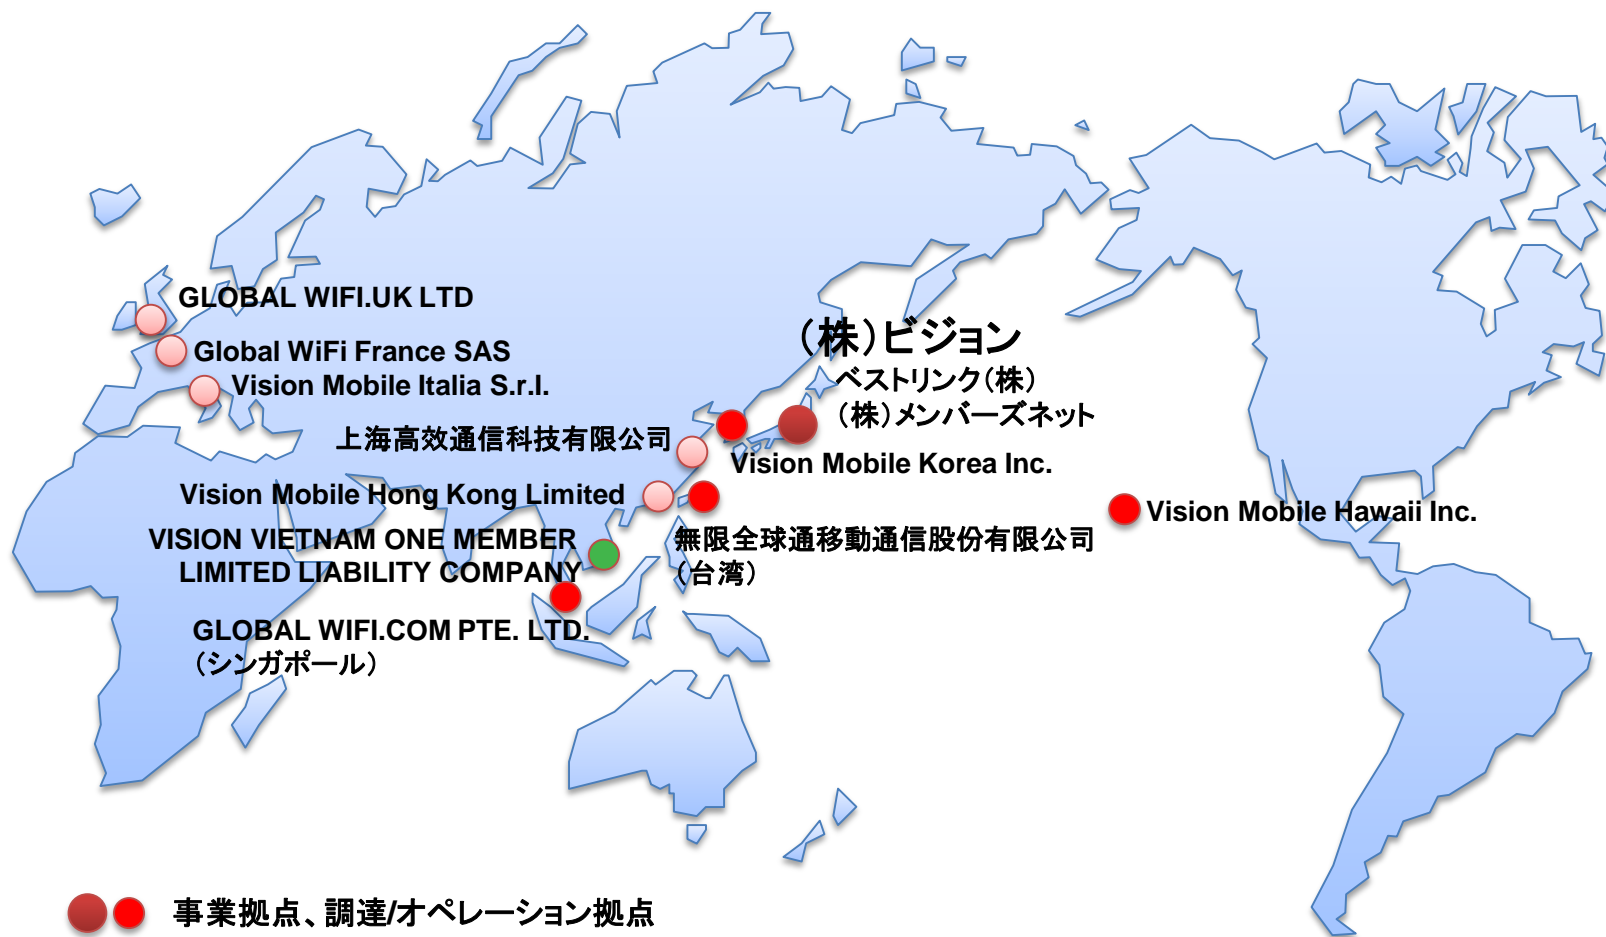 GLOBAL WIFI.UK LTD
Global WiFi France SAS
Vision Mobile Italia S.r.l.
（株）ビジョン
ベストリンク（株）
（株）メンバーズネット
上海高效通信科技有限公司
Vision Mobile Korea Inc.
Vision Mobile Hong Kong Limited
Vision Mobile Hawaii Inc.
VISION VIETNAM ONE MEMBER
LIMITED LIABILITY COMPANY
無限全球通移動通信股份有限公司
（台湾）
GLOBAL WIFI.COM PTE. LTD.
（シンガポール）
事業拠点、調達/オペレーション拠点